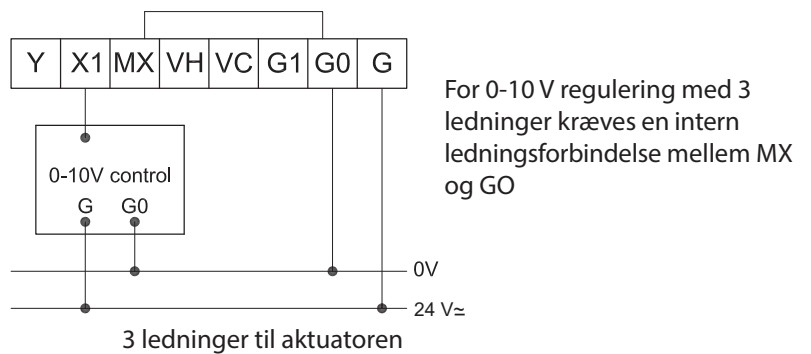 Y X1 MX VH VC G1 G0 G
For 0-10 V regulering med 3
ledninger kræves en intern
ledningsforbindelse mellem MX
og GO
0-10V control
G G0
0V
24 V≃
3 ledninger til aktuatoren